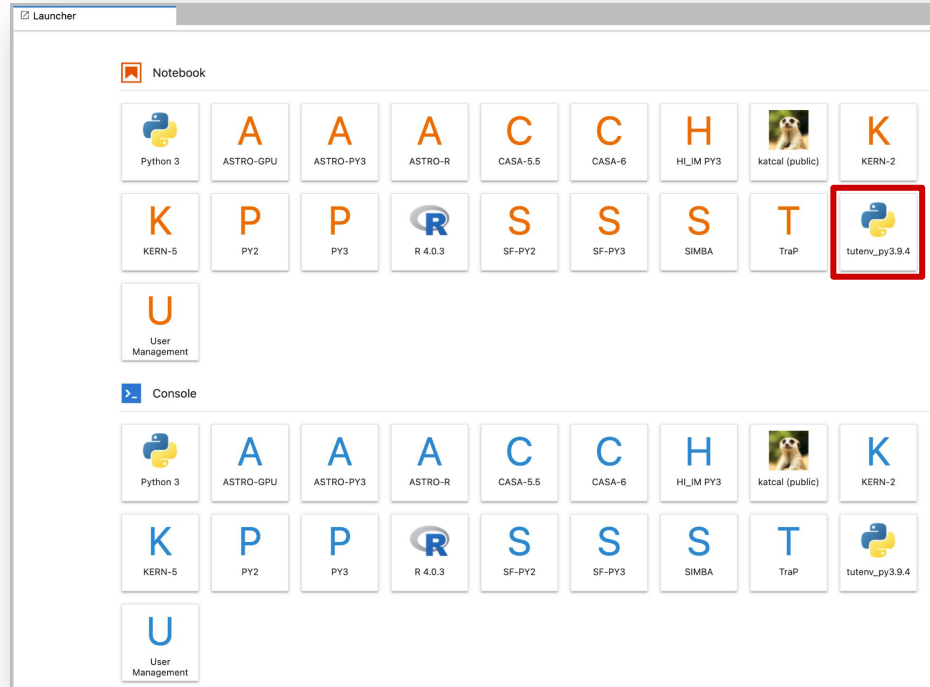 Launcher
Notebook
A A A C C H K
Python 3 ASTRO-GPU ASTRO-PY3 ASTRO-R CASA-5.5 CASA-6 HI_IM PY3 katcal (public) KERN-2
K P P R S S S T
KERN-5 PY2 PY3 R 4.0.3 SF-PY2 SF-PY3 SIMBA TraP tutenv_py3.9.4
U
User
Management
>_ Console
A A A C C H K
Python 3 ASTRO-GPU ASTRO-PY3 ASTRO-R CASA-5.5 CASA-6 HI_IM PY3 katcal (public) KERN-2
K P P R S S S T
KERN-5 PY2 PY3 R 4.0.3 SF-PY2 SF-PY3 SIMBA TraP tutenv_py3.9.4
U
User
Management